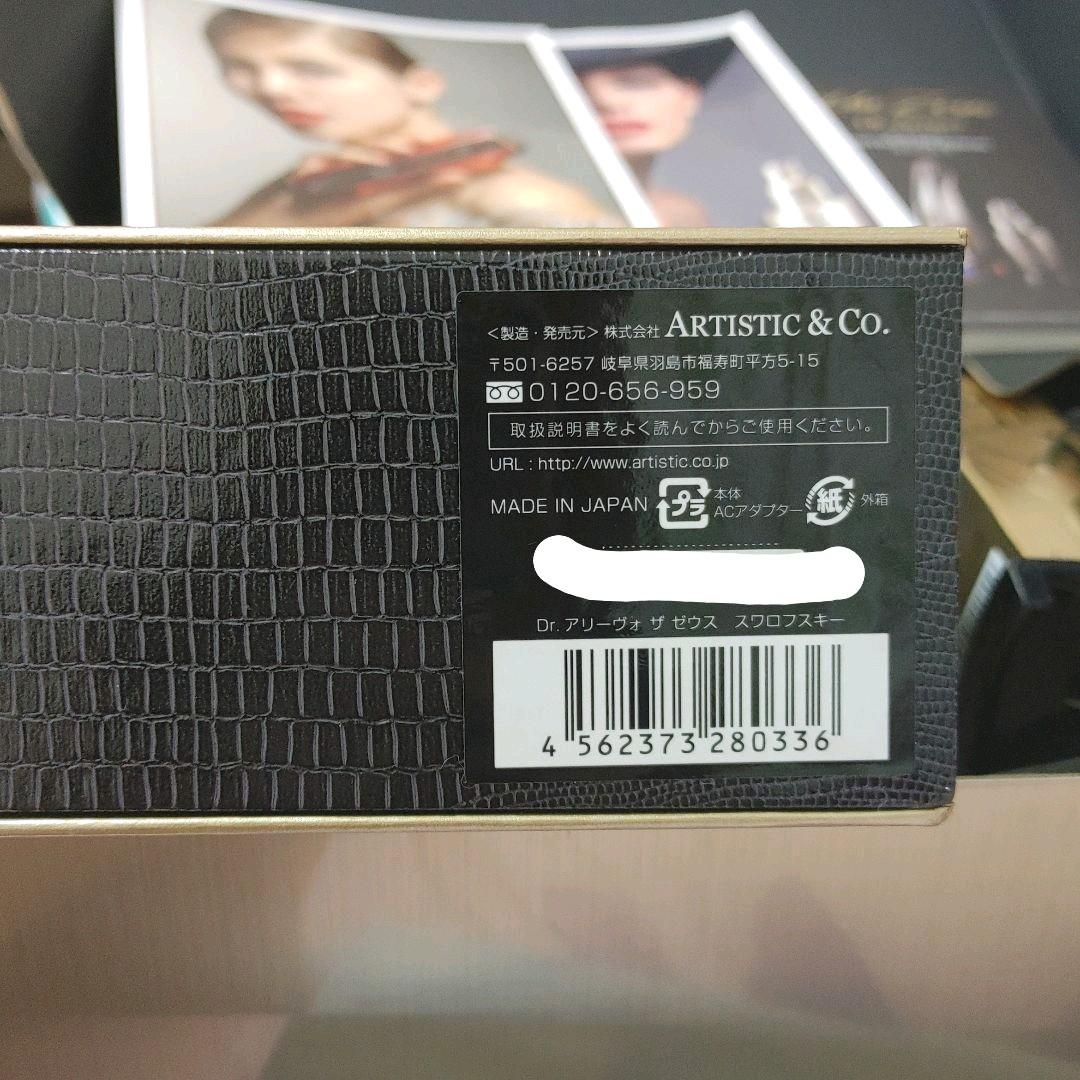 ＜製造・発売元＞ 株式会社 ARTISTIC & CO.
〒501-6257 岐阜県羽島市福寿町平方5-15
0120-656-959
取扱説明書をよく読んでからご使用ください。
URL : http://www.artistic.co.jp
MADE IN JAPAN プラ 本体 ACアダプター 紙 外箱
Dr. アリーヴォ ザ ゼウス スワロフスキー
4 562373 280336